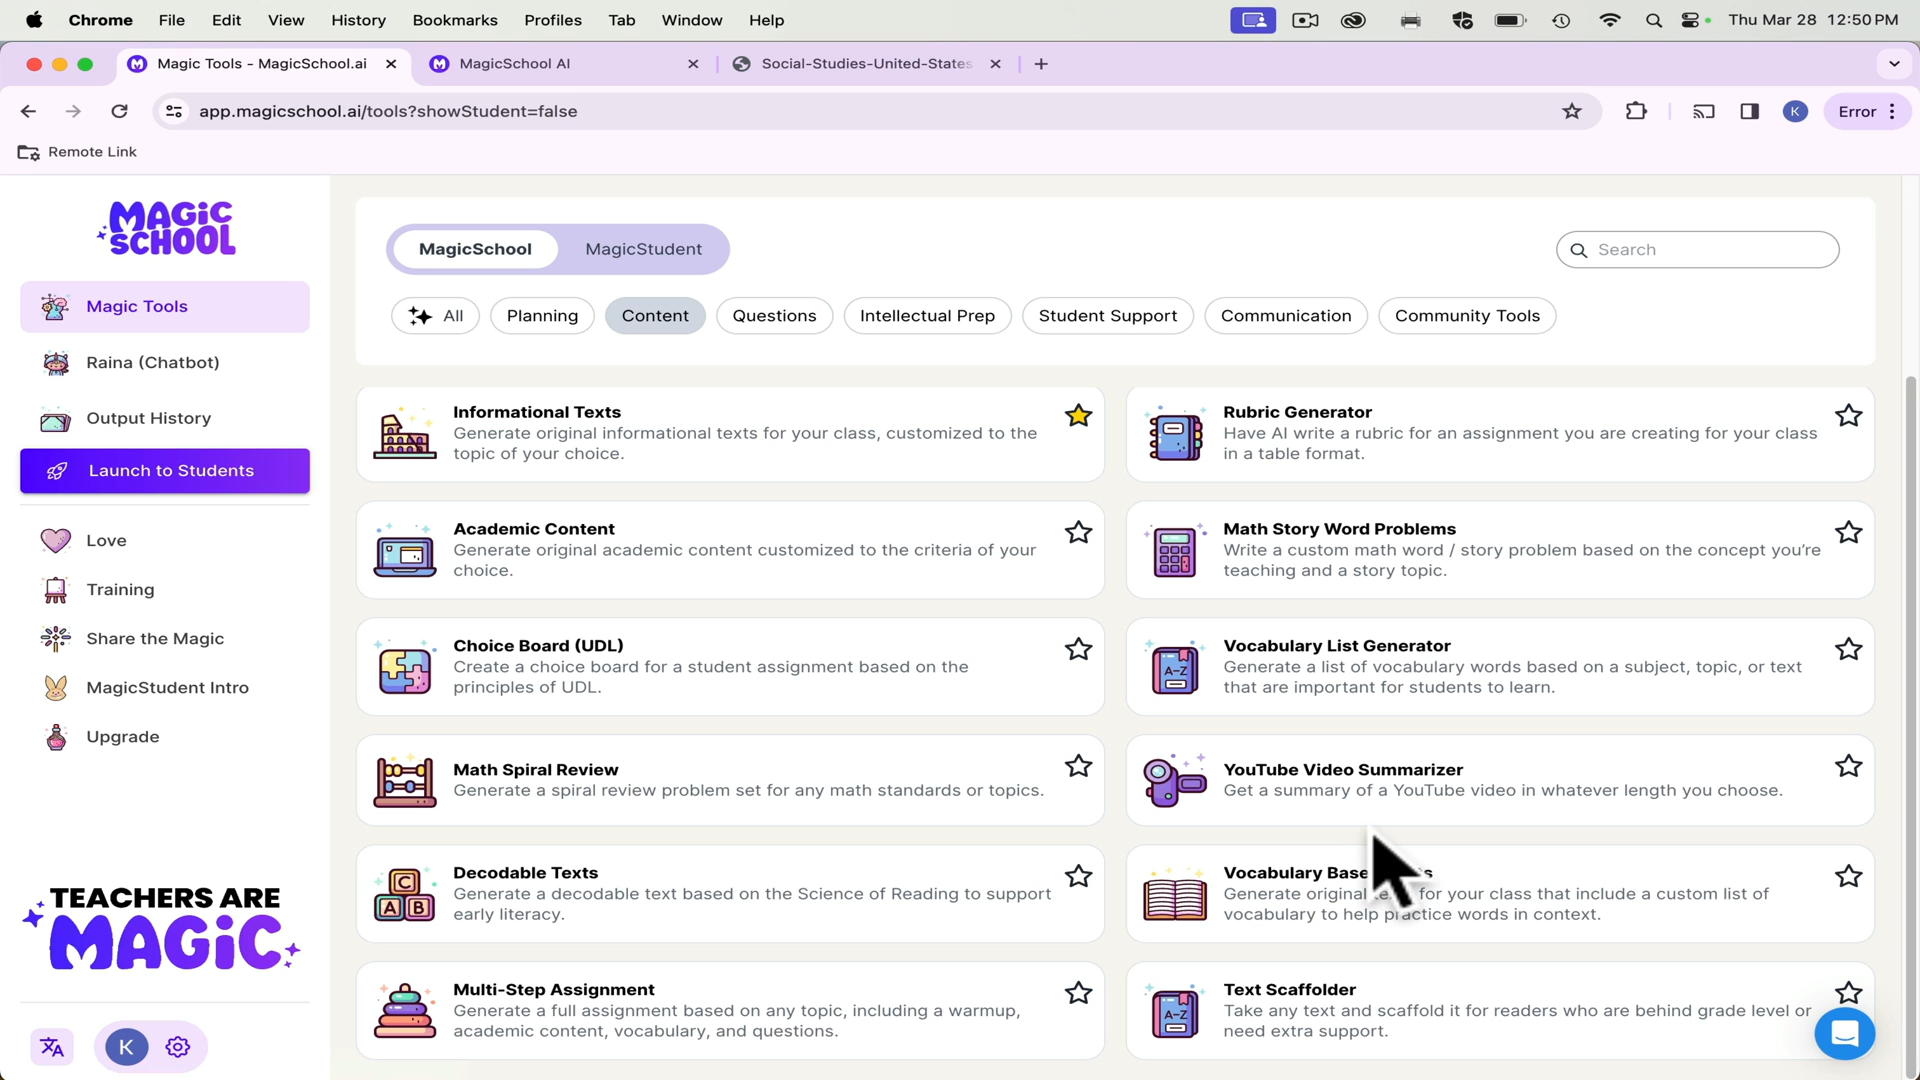 Chrome File Edit View History Bookmarks Profiles Tab Window Help Thu Mar 28 12:50 PM
Magic Tools - MagicSchool.ai MagicSchool AI Social-Studies-United-States
app.magicschool.ai/tools?showStudent=false K Error
Remote Link
MAGIC
SCHOOL
Magic Tools
Raina (Chatbot)
Output History
Launch to Students
Love
Training
Share the Magic
MagicStudent Intro
Upgrade
TEACHERS ARE
MAGIC
K
MagicSchool MagicStudent Search
All Planning Content Questions Intellectual Prep Student Support Communication Community Tools
Informational Texts
Generate original informational texts for your class, customized to the
topic of your choice.
Rubric Generator
Have AI write a rubric for an assignment you are creating for your class
in a table format.
Academic Content
Generate original academic content customized to the criteria of your
choice.
Math Story Word Problems
Write a custom math word / story problem based on the concept you're
teaching and a story topic.
Choice Board (UDL)
Create a choice board for a student assignment based on the
principles of UDL.
A-Z
Vocabulary List Generator
Generate a list of vocabulary words based on a subject, topic, or text
that are important for students to learn.
Math Spiral Review
Generate a spiral review problem set for any math standards or topics.
YouTube Video Summarizer
Get a summary of a YouTube video in whatever length you choose.
C
A B
Decodable Texts
Generate a decodable text based on the Science of Reading to support
early literacy.
Vocabulary
Generate original for your class that include a custom list of
vocabulary to help practice words in context.
Multi-Step Assignment
Generate a full assignment based on any topic, including a warmup,
academic content, vocabulary, and questions.
A-Z
Text Scaffolder
Take any text and scaffold it for readers who are behind grade level or
need extra support.